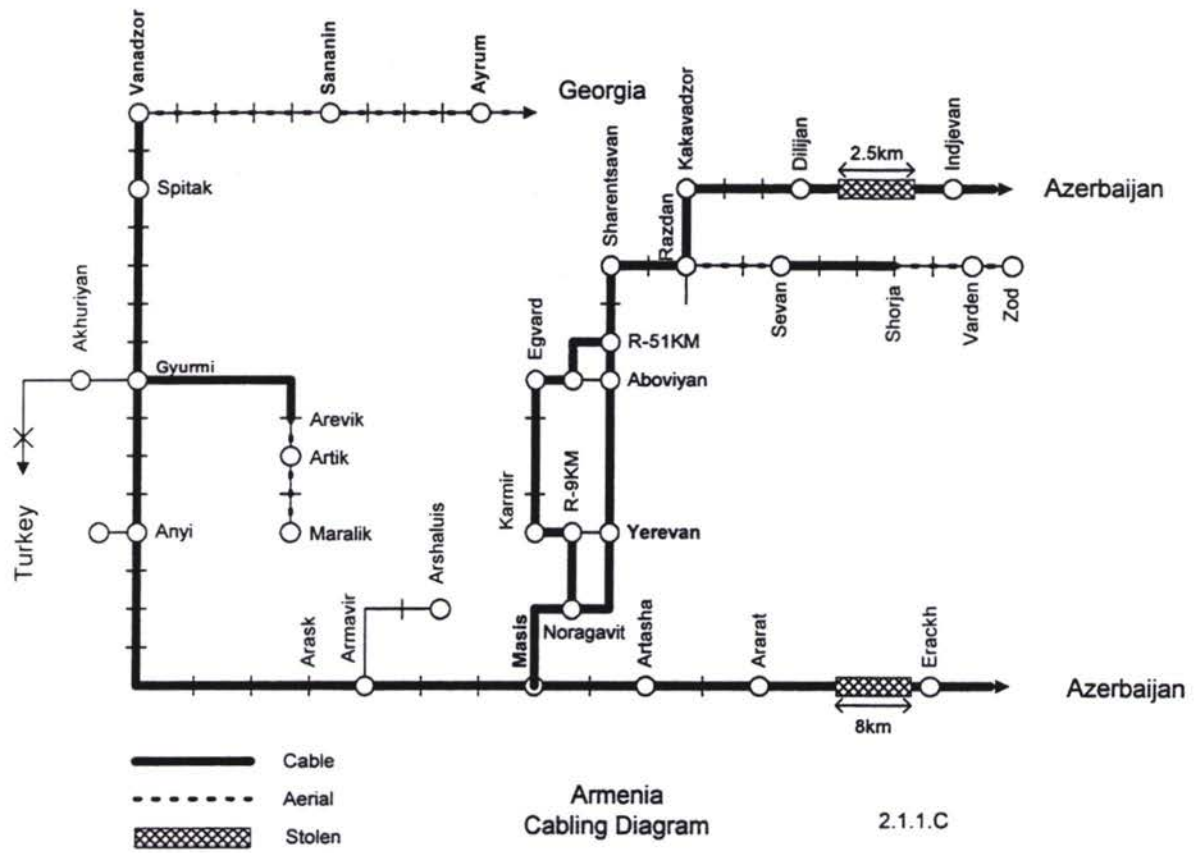 Vanadzor
Sananin
Ayrum
Georgia
Sharentsavan
Kakavadzor
Dilijan
2.5km
Indjevan
Azerbaijan
Spitak
Razdan
Akhuriyan
Egvard
R-51KM
Sevan
Shorja
Varden
Zod
Gyurmi
Aboviyan
Arevik
Artik
Karmir
R-9KM
Turkey
Anyi
Maralik
Arshaluis
Yerevan
Arask
Armavir
Masis
Noragavit
Artasha
Ararat
Erackh
Azerbaijan
8km
Cable
Aerial
Stolen
Armenia
Cabling Diagram
2.1.1.C